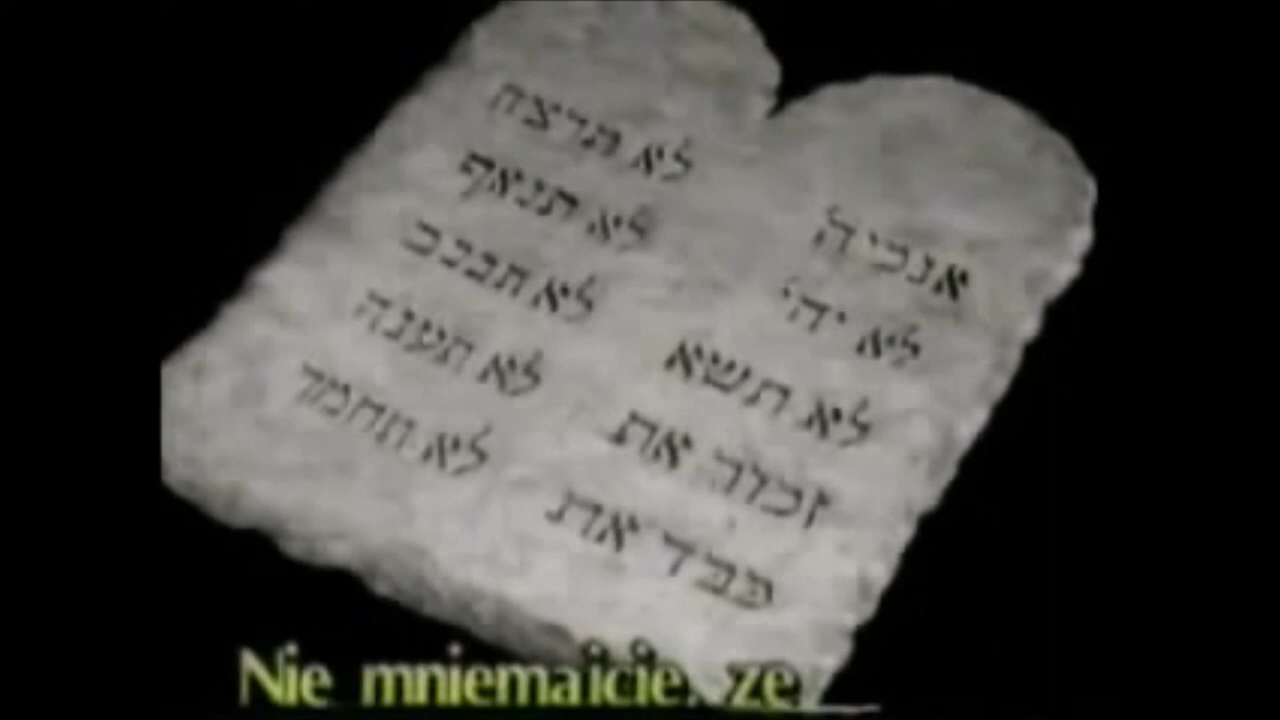 אנכי ה'
לא יהי'
לא תשא
זכור את
כבד את
לא תרצח
לא תנאף
לא תגנב
לא תענה
לא תחמד
Nie mniemajcie, że